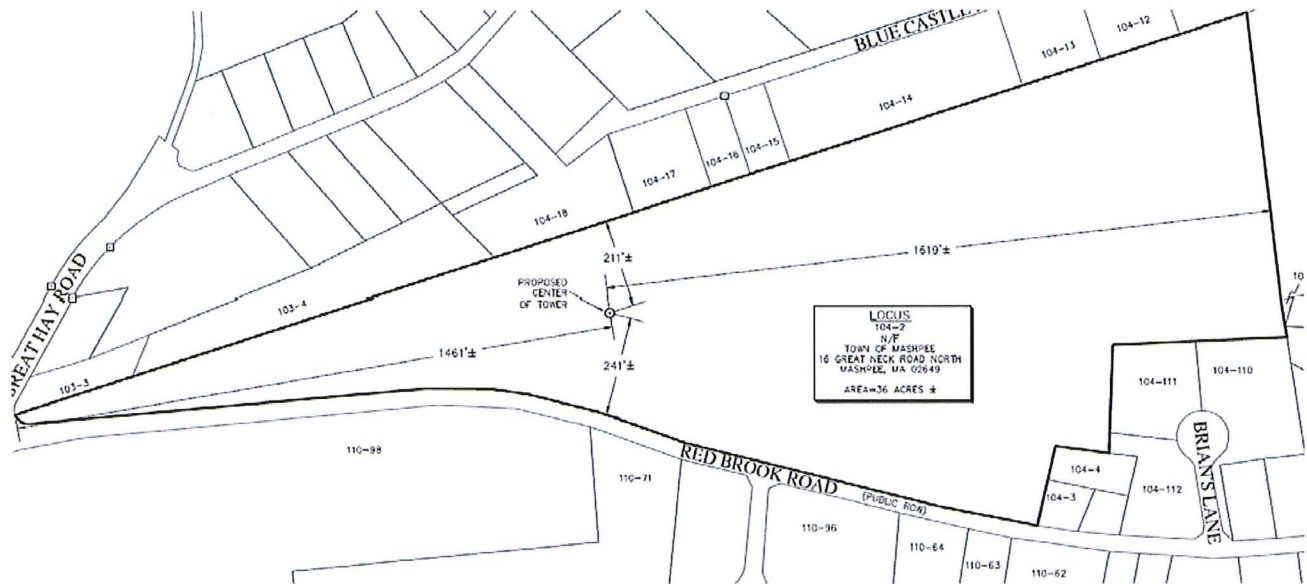 BLUE CASTLE
104-12
104-13
104-14
104-15
104-16
104-17
104-18
211'±
1619'±
PROPOSED
CENTER
OF TOWER
GREAT HAY ROAD
103-4
103-3
1461'±
241'±
LOCUS
104-2
N/F
TOWN OF MASHPEE
16 GREAT NECK ROAD NORTH
MASHPEE, MA 02649
AREA=36 ACRES ±
10
104-111
104-110
BRIAN'S LANE
104-4
104-3
104-112
RED BROOK ROAD
(PUBLIC ROW)
110-98
110-71
110-96
110-64
110-63
110-62